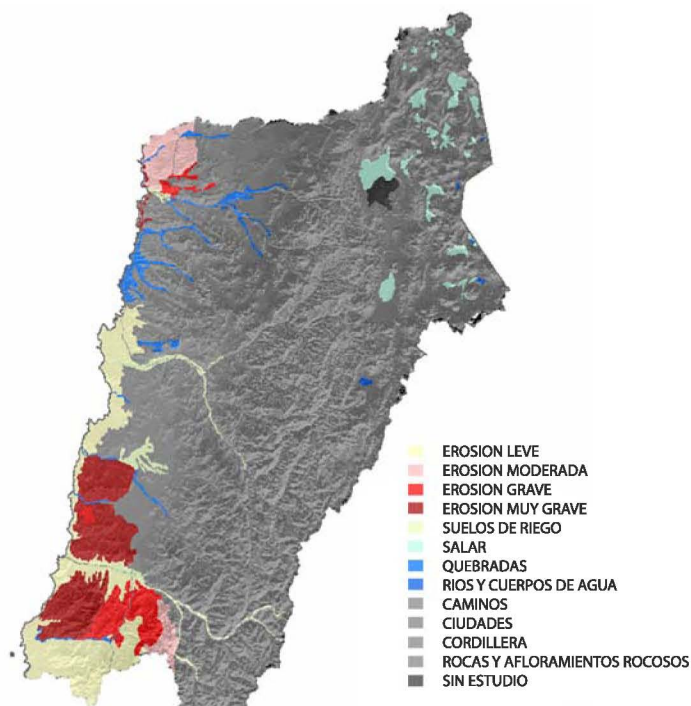 EROSION LEVE
EROSION MODERADA
EROSION GRAVE
EROSION MUY GRAVE
SUELOS DE RIEGO
SALAR
QUEBRADAS
RIOS Y CUERPOS DE AGUA
CAMINOS
CIUDADES
CORDILLERA
ROCAS Y AFLORAMIENTOS ROCOSOS
SIN ESTUDIO